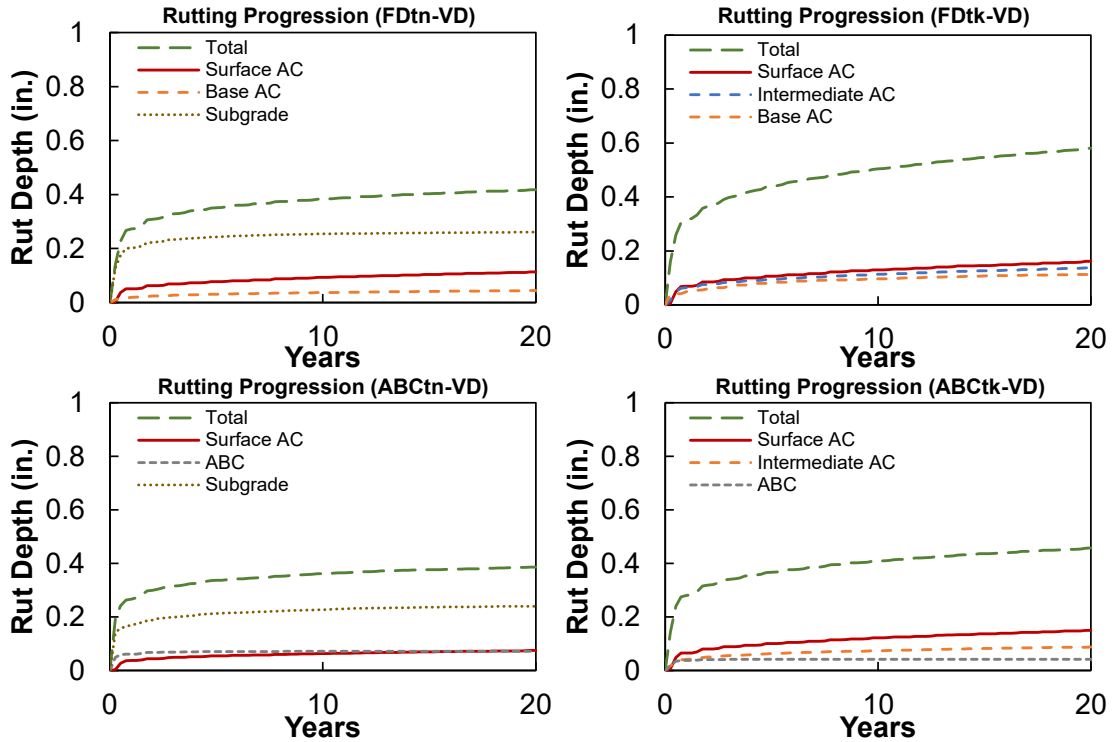 Rutting Progression (FDtn-VD)
Rut Depth (in.)
1
0.8
0.6
0.4
0.2
0
Total
Surface AC
Base AC
Subgrade
0
10
20
Years
Rutting Progression (FDtk-VD)
Rut Depth (in.)
1
0.8
0.6
0.4
0.2
0
Total
Surface AC
Intermediate AC
Base AC
0
10
20
Years
Rutting Progression (ABCtn-VD)
Rut Depth (in.)
1
0.8
0.6
0.4
0.2
0
Total
Surface AC
ABC
Subgrade
0
10
20
Years
Rutting Progression (ABCtk-VD)
Rut Depth (in.)
1
0.8
0.6
0.4
0.2
0
Total
Surface AC
Intermediate AC
ABC
0
10
20
Years